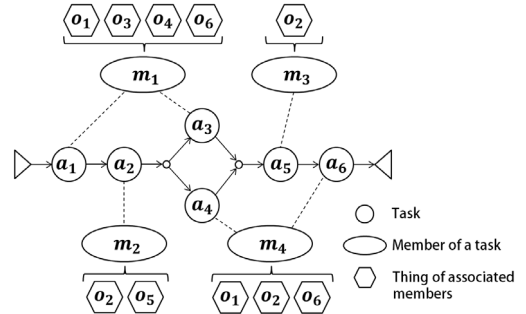 o1 o3 o4 o6 o2
m1 m3
a3
a1 a2 a5 a6
a4
m2 m4
o2 o5 o1 o2 o6
Task
Member of a task
Thing of associated
members